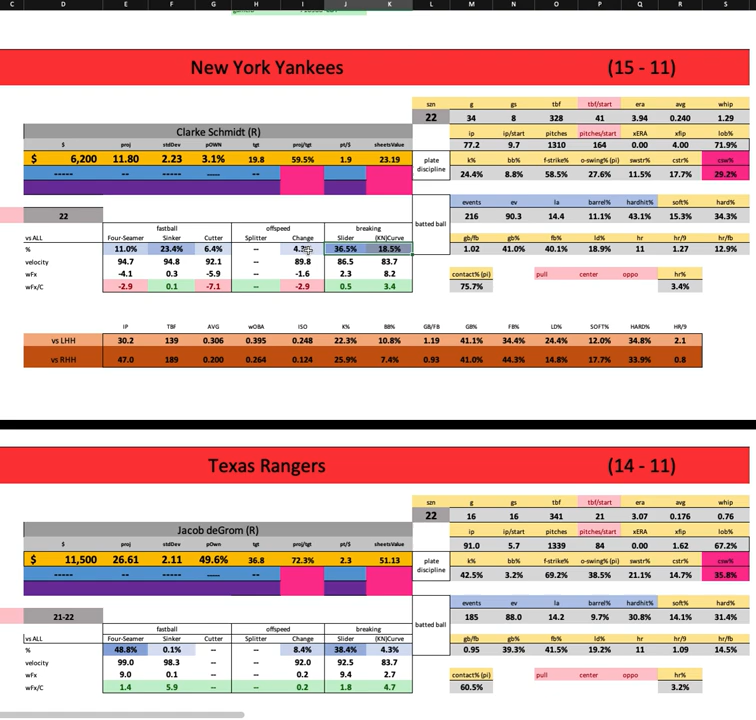 C D E F G H I J K L M N O P Q R S
New York Yankees (15 - 11)
szn g gs tbf tbf/start era avg whip
22 34 8 328 41 3.94 0.240 1.29
Clarke Schmidt (R)
ip ip/start pitches pitches/start xERA xfip lob%
77.2 9.7 1310 164 0.00 4.00 71.9%
$ proj stdDev pOWN tgt proj/tgt pt/$ sheetsValue
$ 6,200 11.80 2.23 3.1% 19.8 59.5% 1.9 23.19
plate discipline
k% bb% f-strike% o-swing% (pi) swstr% cstr% csw%
24.4% 8.8% 58.5% 27.6% 11.5% 17.7% 29.2%
----- -- ----- ---- --
batted ball
events ev la barrel% hardhit% soft% hard%
216 90.3 14.4 11.1% 43.1% 15.3% 34.3%
22
fastball offspeed breaking
vs ALL Four-Seamer Sinker Cutter Splitter Change Slider (KN)Curve
gb/fb gb% fb% ld% hr hr/9 hr/fb
% 11.0% 23.4% 6.4% -- 36.5% 18.5%
1.02 41.0% 40.1% 18.9% 11 1.27 12.9%
velocity 94.7 94.8 92.1 -- 89.8 86.5 83.7
wFx -4.1 0.3 -5.9 -- -1.6 2.3 8.2
contact% (pi) pull center oppo hr%
wFx/C -2.9 0.1 -7.1 -- -2.9 0.5 3.4
75.7% 3.4%
IP TBF AVG wOBA ISO K% BB% GB/FB GB% FB% LD% SOFT% HARD% HR/9
vs LHH 30.2 139 0.306 0.395 0.248 22.3% 10.8% 1.19 41.1% 34.4% 24.4% 12.0% 34.8% 2.1
vs RHH 47.0 189 0.200 0.264 0.124 25.9% 7.4% 0.93 41.0% 44.3% 14.8% 17.7% 33.9% 0.8
Texas Rangers (14 - 11)
szn g gs tbf tbf/start era avg whip
22 16 16 341 21 3.07 0.176 0.76
Jacob deGrom (R)
ip ip/start pitches pitches/start xERA xfip lob%
91.0 5.7 1339 84 0.00 1.62 67.2%
$ proj stdDev pOwn tgt proj/tgt pt/$ sheetsValue
$ 11,500 26.61 2.11 49.6% 36.8 72.3% 2.3 51.13
plate discipline
k% bb% f-strike% o-swing% (pi) swstr% cstr% csw%
42.5% 3.2% 69.2% 38.5% 21.1% 14.7% 35.8%
----- -- ----- ---- --
batted ball
events ev la barrel% hardhit% soft% hard%
185 88.0 14.2 9.7% 30.8% 14.1% 31.4%
21-22
fastball offspeed breaking
vs ALL Four-Seamer Sinker Cutter Splitter Change Slider (KN)Curve
gb/fb gb% fb% ld% hr hr/9 hr/fb
% 48.8% 0.1% -- -- 8.4% 38.4% 4.3%
0.95 39.3% 41.5% 19.2% 11 1.09 14.5%
velocity 99.0 98.3 -- -- 92.0 92.5 83.7
wFx 9.0 0.1 -- -- 0.2 9.4 2.7
contact% (pi) pull center oppo hr%
wFx/C 1.4 5.9 -- -- 0.2 1.8 4.7
60.5% 3.2%